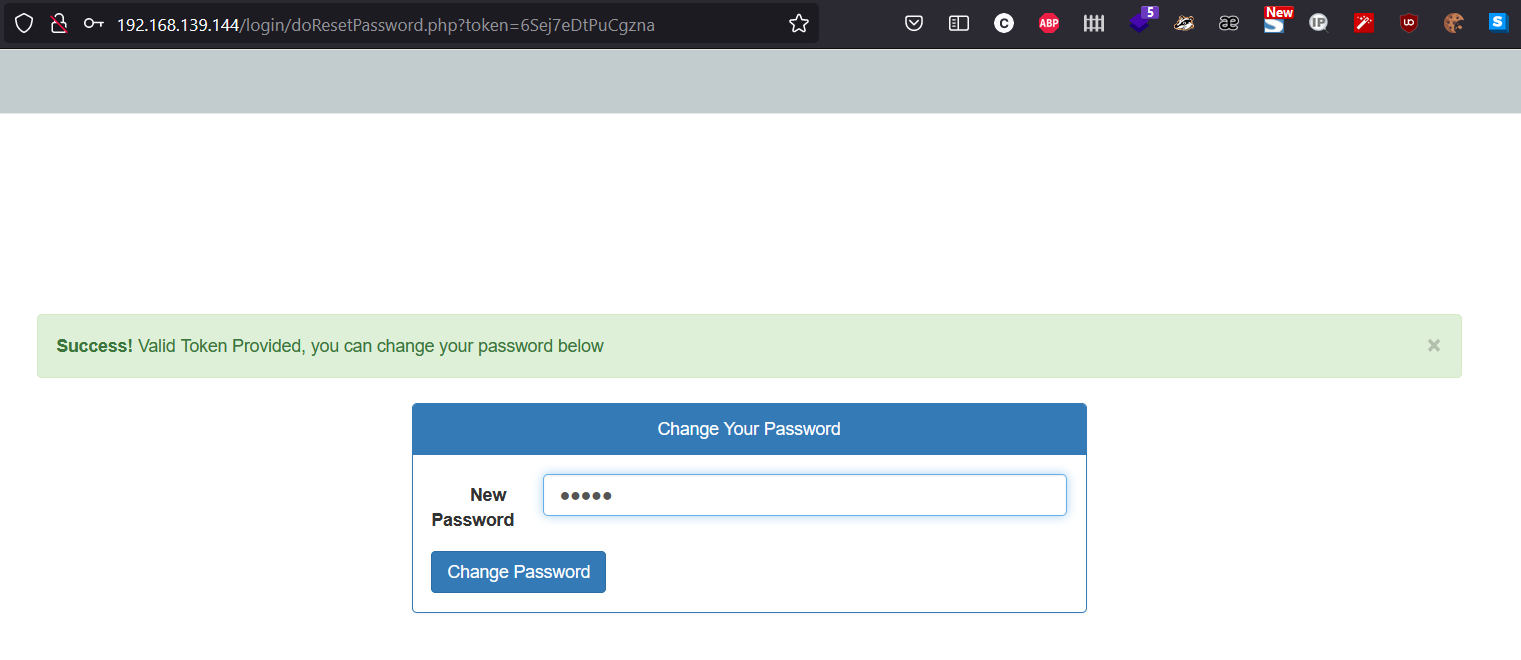 192.168.139.144/login/doResetPassword.php?token=6Sej7eDtPuCgzna
C ABP 5 æ New S IP uo S
Success! Valid Token Provided, you can change your password below ×
Change Your Password
New
Password
●●●●●
Change Password